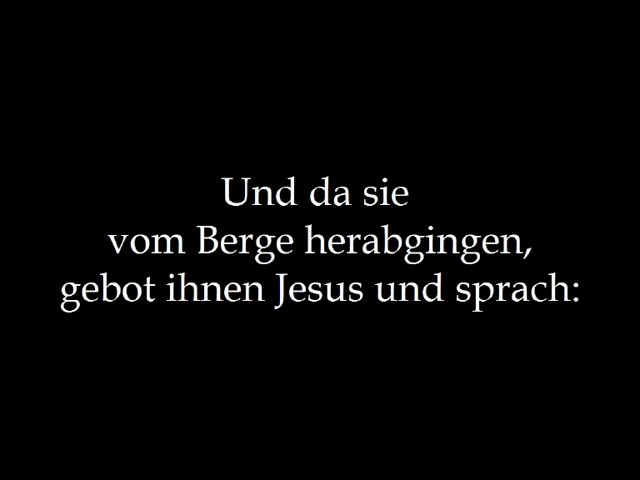 Und da sie
vom Berge herabgingen,
gebot ihnen Jesus und sprach: